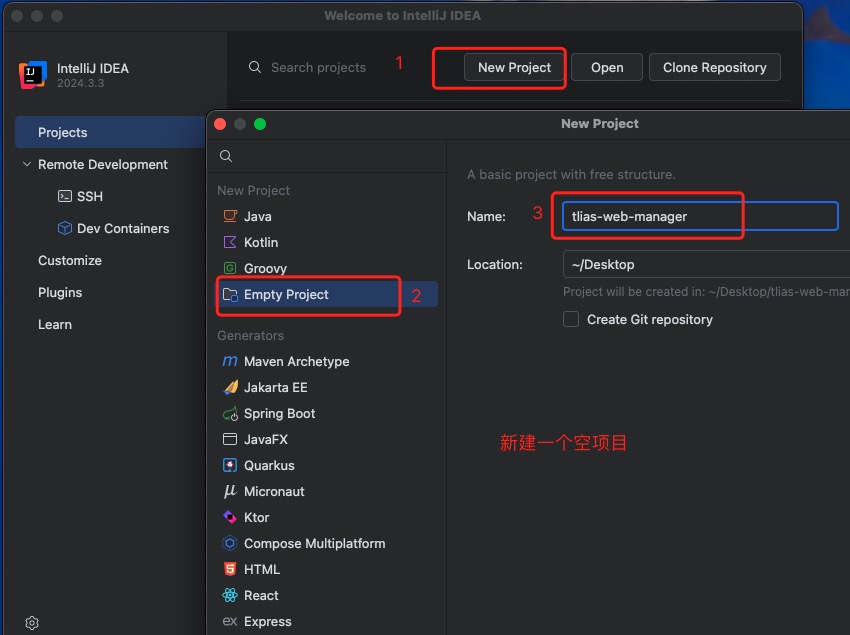 Welcome to IntelliJ IDEA
IntelliJ IDEA
2024.3.3
Search projects
1
New Project
Open
Clone Repository
Projects
Remote Development
SSH
Dev Containers
Customize
Plugins
Learn
New Project
New Project
Java
Kotlin
Groovy
Empty Project
2
Generators
Maven Archetype
Jakarta EE
Spring Boot
JavaFX
Quarkus
Micronaut
Ktor
Compose Multiplatform
HTML
React
ex Express
A basic project with free structure.
Name:
3
tlias-web-manager
Location:
~/Desktop
Project will be created in: ~/Desktop/tlias-web-mar
Create Git repository
新建一个空项目